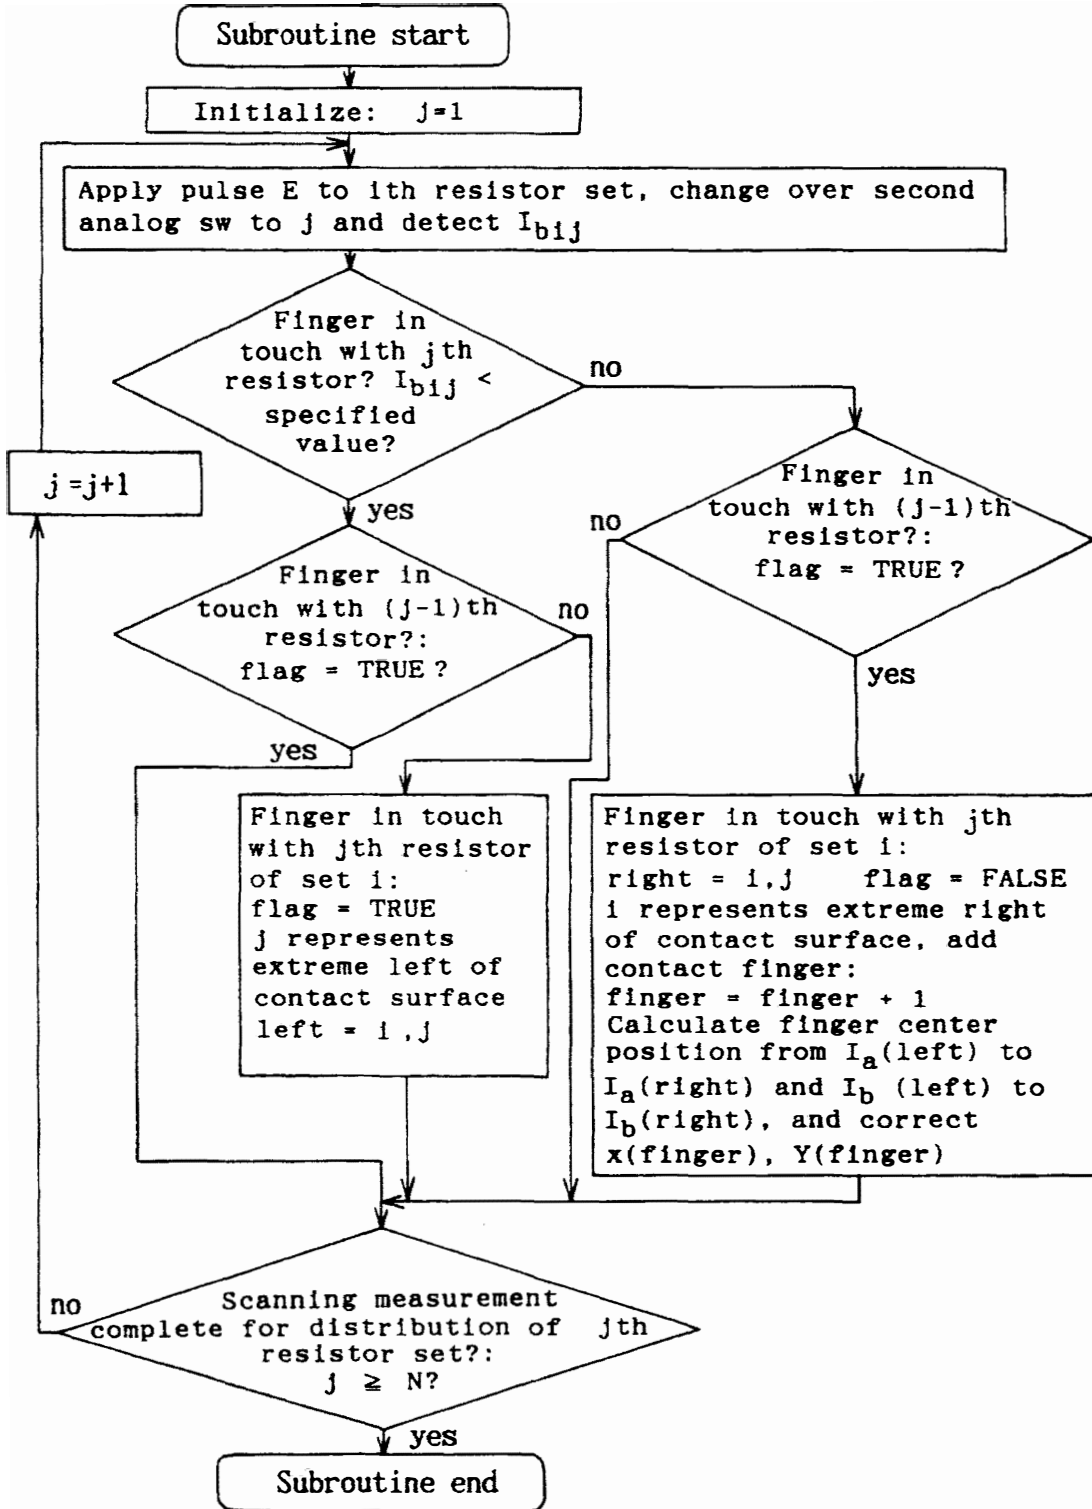 Subroutine start
Initialize: j=1
Apply pulse E to ith resistor set, change over second
analog sw to j and detect I_bij
Finger in
touch with jth
resistor? I_bij <
specified
value?
no
j=j+1
yes
Finger in
touch with (j-1)th
resistor?:
flag = TRUE ?
no
Finger in
touch with (j-1)th
resistor?:
flag = TRUE ?
no
yes
yes
Finger in touch
with jth resistor
of set i:
flag = TRUE
j represents
extreme left of
contact surface
left = i,j
Finger in touch with jth
resistor of set i:
right = i,j flag = FALSE
i represents extreme right
of contact surface, add
contact finger:
finger = finger + 1
Calculate finger center
position from I_a(left) to
I_a(right) and I_b (left) to
I_b(right), and correct
x(finger), Y(finger)
no
Scanning measurement
complete for distribution of jth
resistor set?:
j ≧ N?
yes
Subroutine end